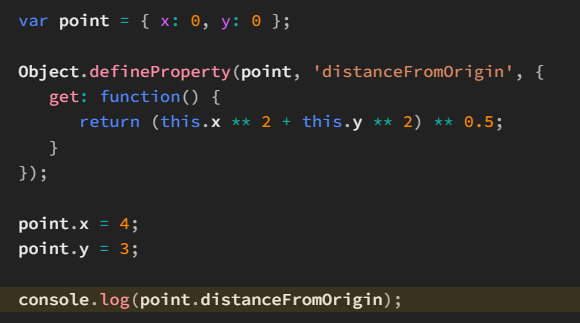 var point = { x: 0, y: 0 };
Object.defineProperty(point, 'distanceFromOrigin', {
   get: function() {
      return (this.x ** 2 + this.y ** 2) ** 0.5;
   }
});
point.x = 4;
point.y = 3;
console.log(point.distanceFromOrigin);